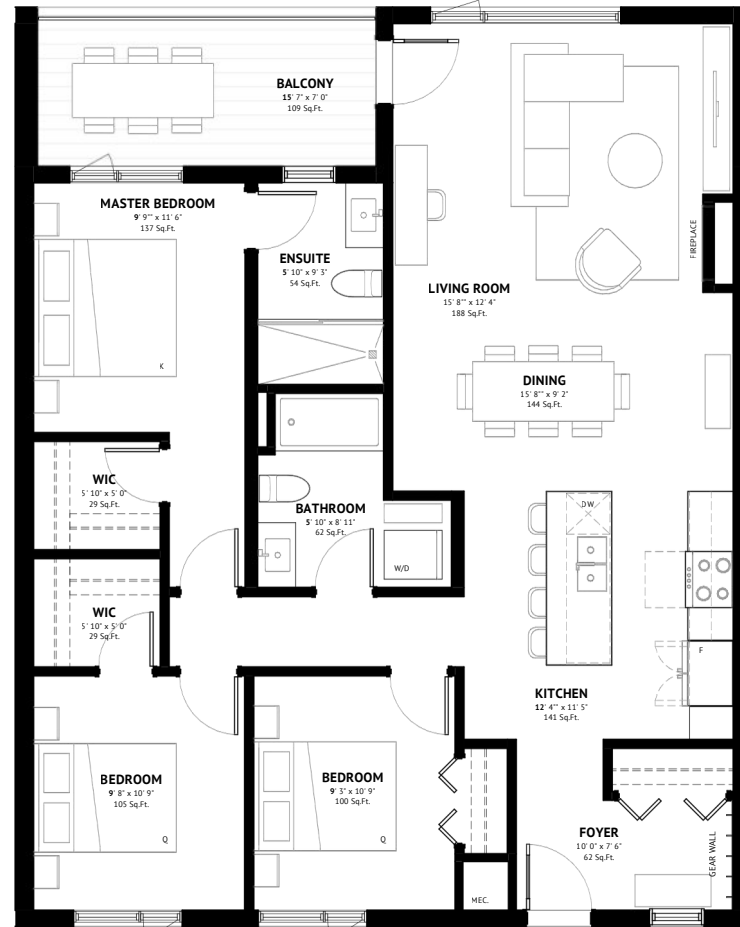 BALCONY
15' 7" x 7' 0"
109 Sq.Ft.
MASTER BEDROOM
9' 9"" x 11' 6"
137 Sq.Ft.
ENSUITE
5' 10" x 9' 3"
54 Sq.Ft.
FIREPLACE
LIVING ROOM
15' 8"" x 12' 4"
188 Sq.Ft.
K
DINING
15' 8"" x 9' 2"
144 Sq.Ft.
WIC
5' 10" x 5' 0"
29 Sq.Ft.
BATHROOM
5' 10" x 8' 11"
62 Sq.Ft.
DW
W/D
WIC
5' 10" x 5' 0"
29 Sq.Ft.
F
KITCHEN
12' 4"" x 11' 5"
141 Sq.Ft.
BEDROOM
9' 8" x 10' 9"
105 Sq.Ft.
Q
BEDROOM
9' 3" x 10' 9"
100 Sq.Ft.
Q
FOYER
10' 0" x 7' 6"
62 Sq.Ft.
GEAR WALL
MEC.